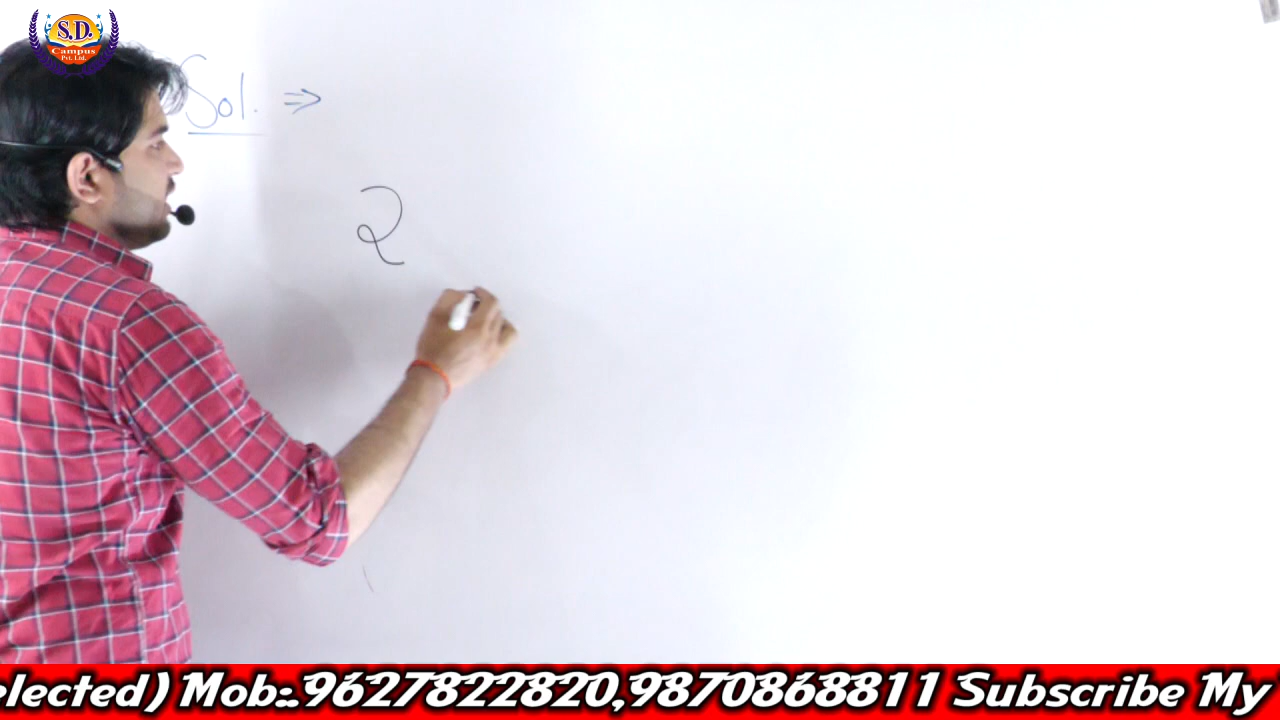 S.D.
Campus
Pvt. Ltd.
Sol. ⇒
2
elected) Mob:.9627822820,9870868811 Subscribe My